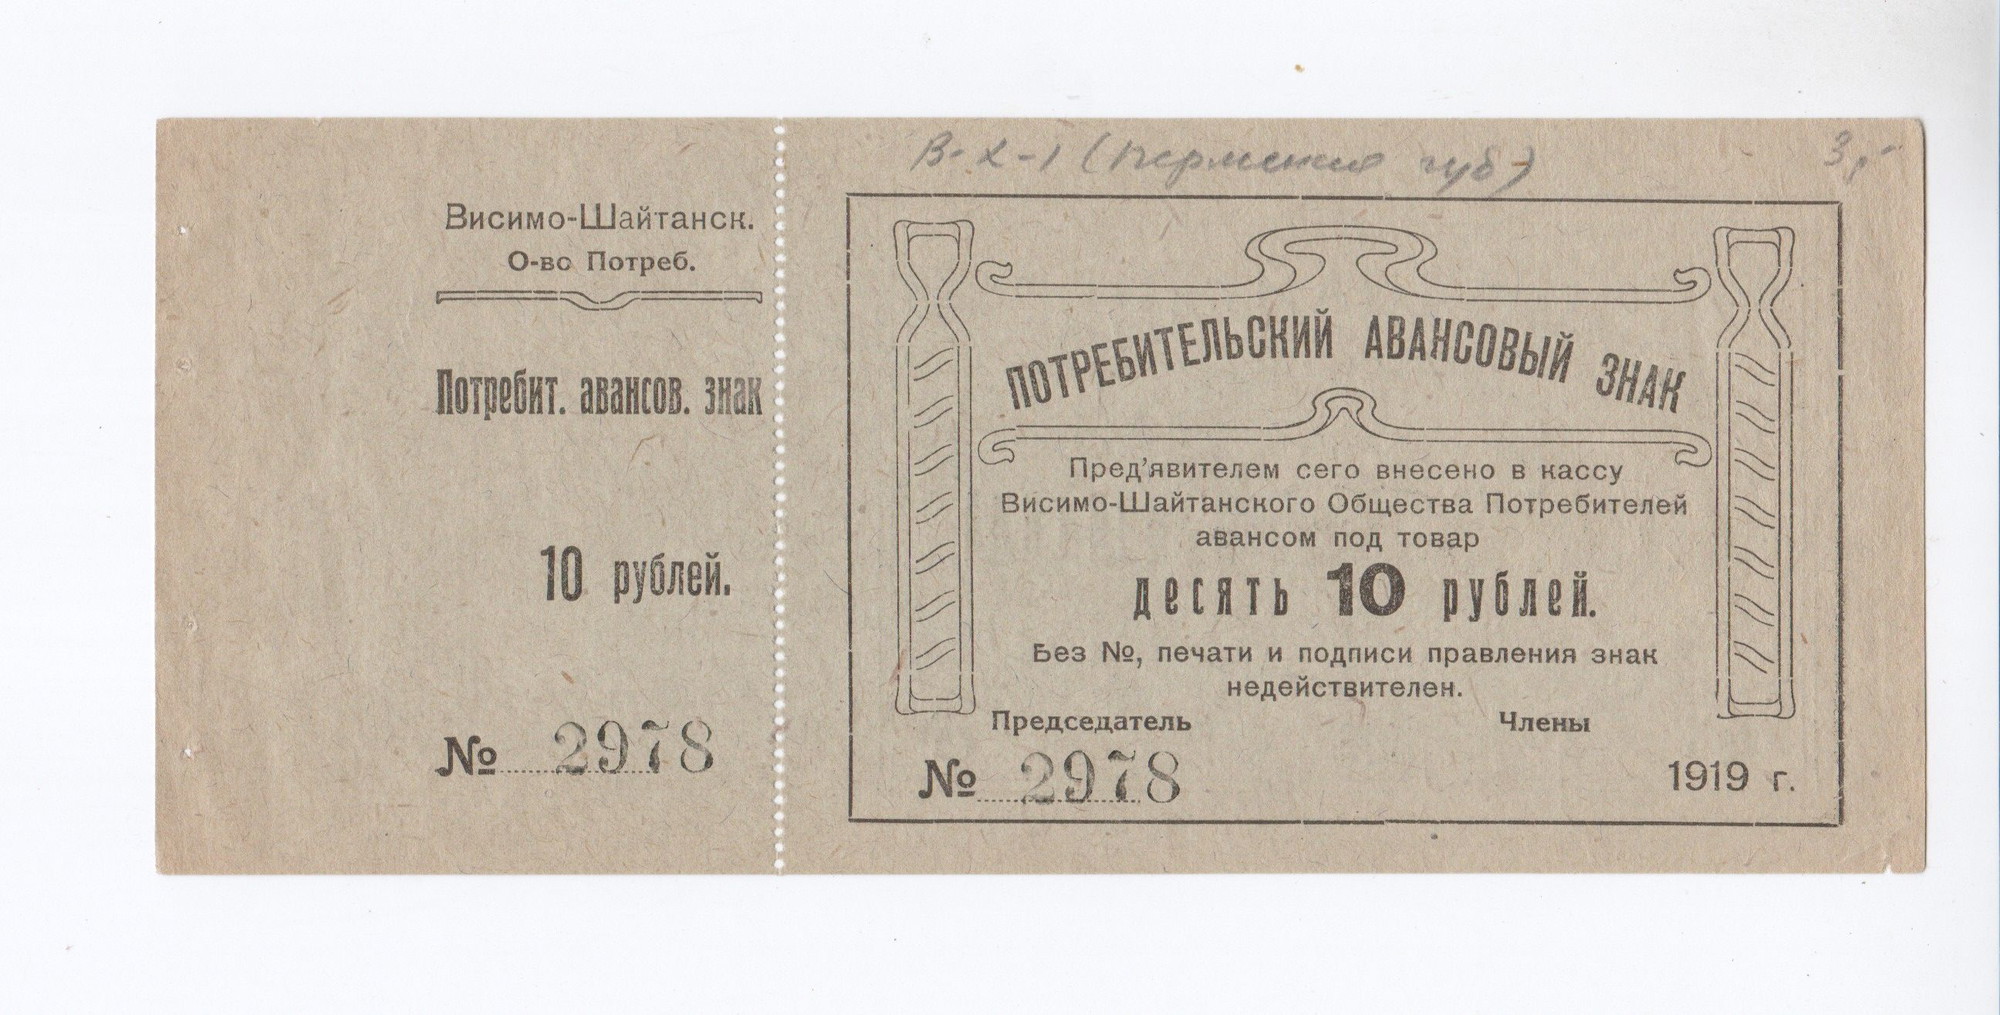 Висимо-Шайтанск.
О-во Потреб.
Потребит. авансов. знак
10 рублей.
№ 2978
В-Х-1 (Пермская губ)
ПОТРЕБИТЕЛЬСКИЙ АВАНСОВЫЙ ЗНАК
Пред'явителем сего внесено в кассу
Висимо-Шайтанского Общества Потребителей
авансом под товар
десять 10 рублей.
Без №, печати и подписи правления знак
недействителен.
Председатель Члены
№ 2978 1919 г.